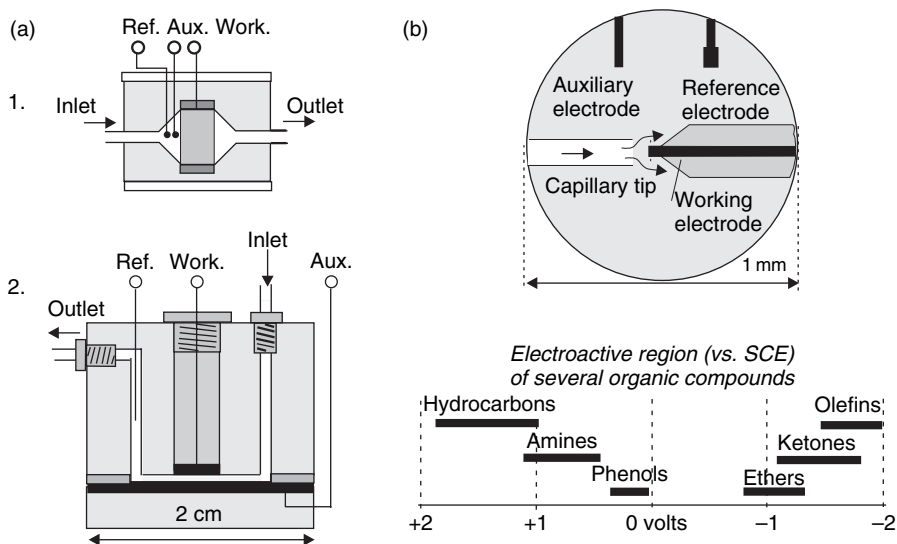 (a)
Ref. Aux. Work.
1.
Inlet
Outlet
2.
Inlet
Ref.
Work.
Aux.
Outlet
2 cm
(b)
Auxiliary
electrode
Reference
electrode
Capillary tip
Working
electrode
1 mm
Electroactive region (vs. SCE)
of several organic compounds
Hydrocarbons
Olefins
Amines
Ketones
Phenols
Ethers
+2 +1 0 volts −1 −2